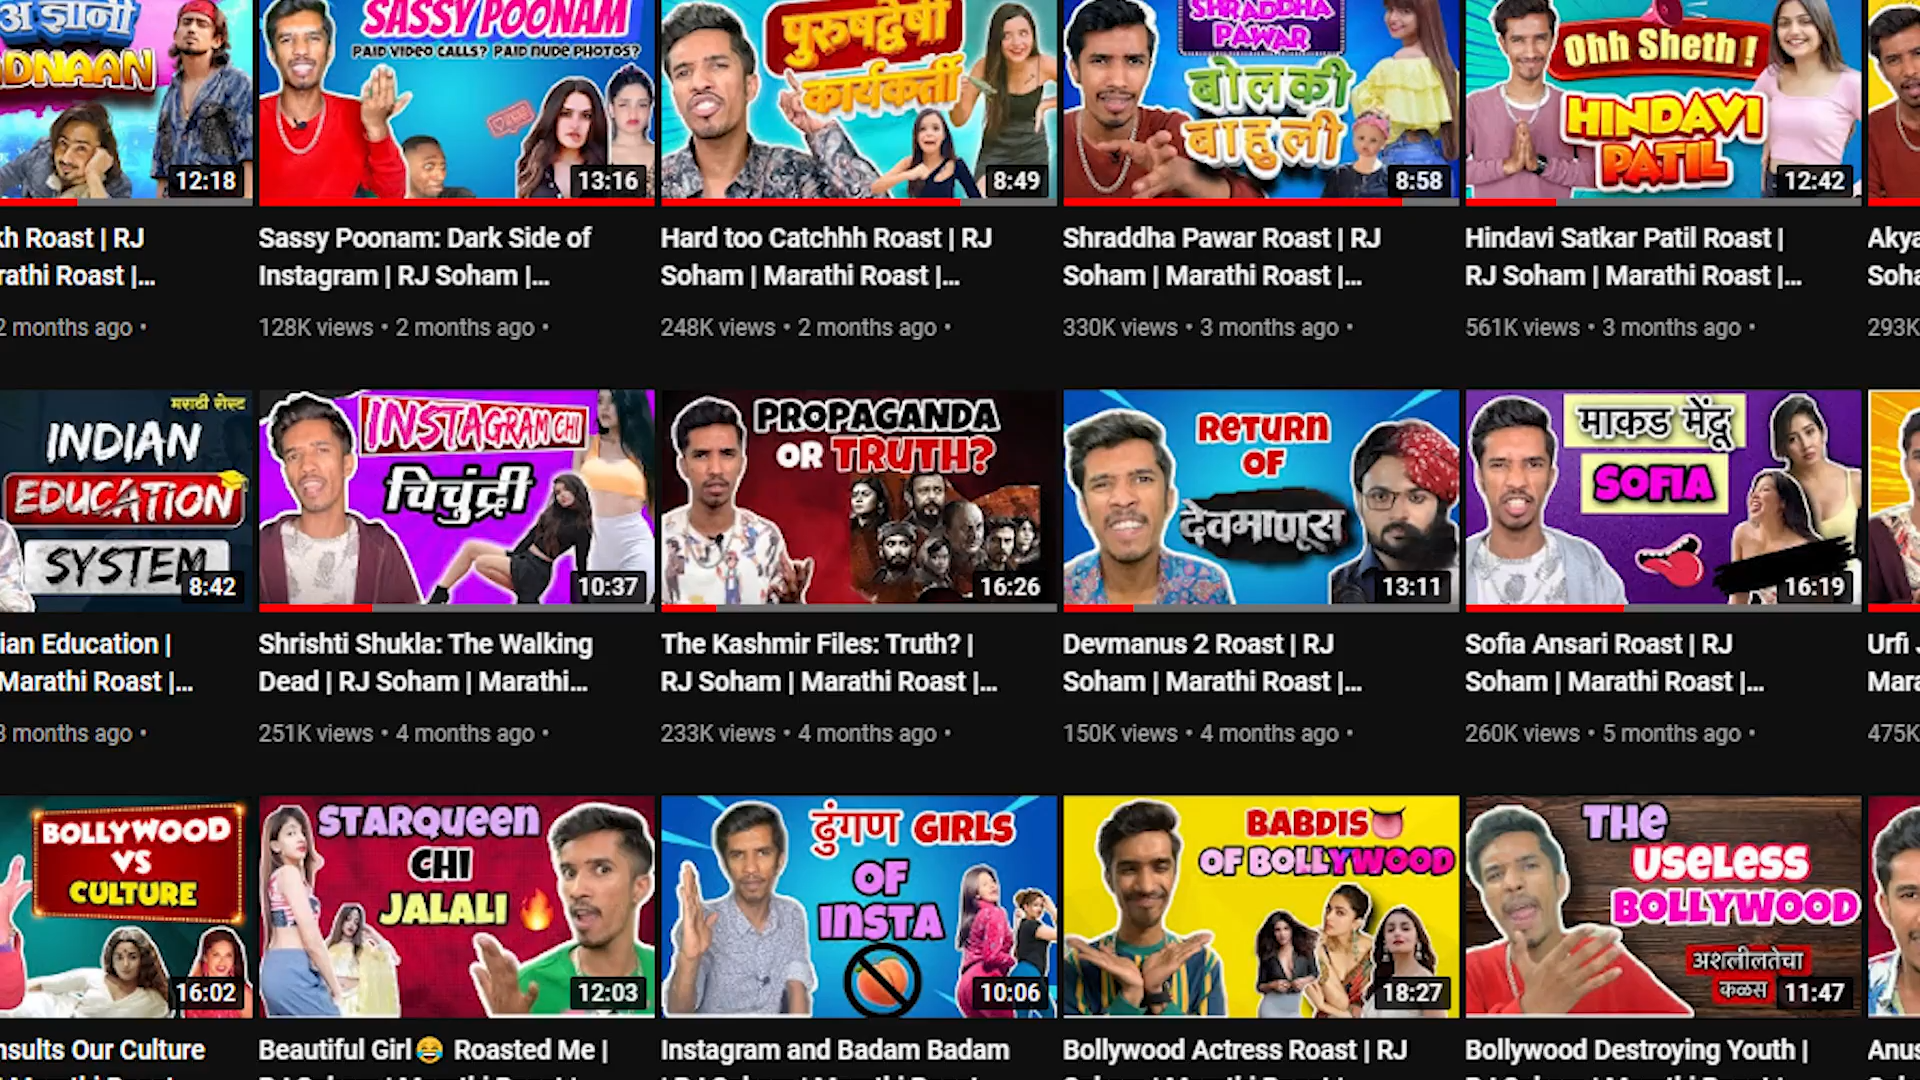 अ ज्ञानी
ADNAAN
12:18
SASSY POONAM
PAID VIDEO CALLS? PAID NUDE PHOTOS?
13:16
पुरुषद्वेषी
कार्यकर्ती
8:49
SHRADDHA
PAWAR
बोलकी
बाहुली
8:58
Ohh Sheth !
HINDAVI
PATIL
12:42
kh Roast | RJ
rathi Roast |...
2 months ago •
Sassy Poonam: Dark Side of
Instagram | RJ Soham |...
128K views • 2 months ago •
Hard too Catchhh Roast | RJ
Soham | Marathi Roast |...
248K views • 2 months ago •
Shraddha Pawar Roast | RJ
Soham | Marathi Roast |...
330K views • 3 months ago •
Hindavi Satkar Patil Roast |
RJ Soham | Marathi Roast |...
561K views • 3 months ago •
Akya
Soha
293K
मराठी रोस्ट
INDIAN
EDUCATION
SYSTEM
8:42
INSTAGRAM CHI
चिचुंद्री
10:37
PROPAGANDA
OR TRUTH?
16:26
RETURN
OF
देवमाणूस
13:11
माकड मेंदू
SOFIA
16:19
ian Education |
Marathi Roast |...
3 months ago •
Shrishti Shukla: The Walking
Dead | RJ Soham | Marathi...
251K views • 4 months ago •
The Kashmir Files: Truth? |
RJ Soham | Marathi Roast |...
233K views • 4 months ago •
Devmanus 2 Roast | RJ
Soham | Marathi Roast |...
150K views • 4 months ago •
Sofia Ansari Roast | RJ
Soham | Marathi Roast |...
260K views • 5 months ago •
Urfi
Mara
475K
BOLLYWOOD
VS
CULTURE
16:02
STARQUEEN
CHI
JALALI
12:03
ढुंगण GIRLS
OF
INSTA
10:06
BABDIS
OF BOLLYWOOD
18:27
THE
USELESS
BOLLYWOOD
अशलीलतेचा
कळस
11:47
nsults Our Culture
Beautiful Girl😂 Roasted Me |
Instagram and Badam Badam
Bollywood Actress Roast | RJ
Bollywood Destroying Youth |
Anus